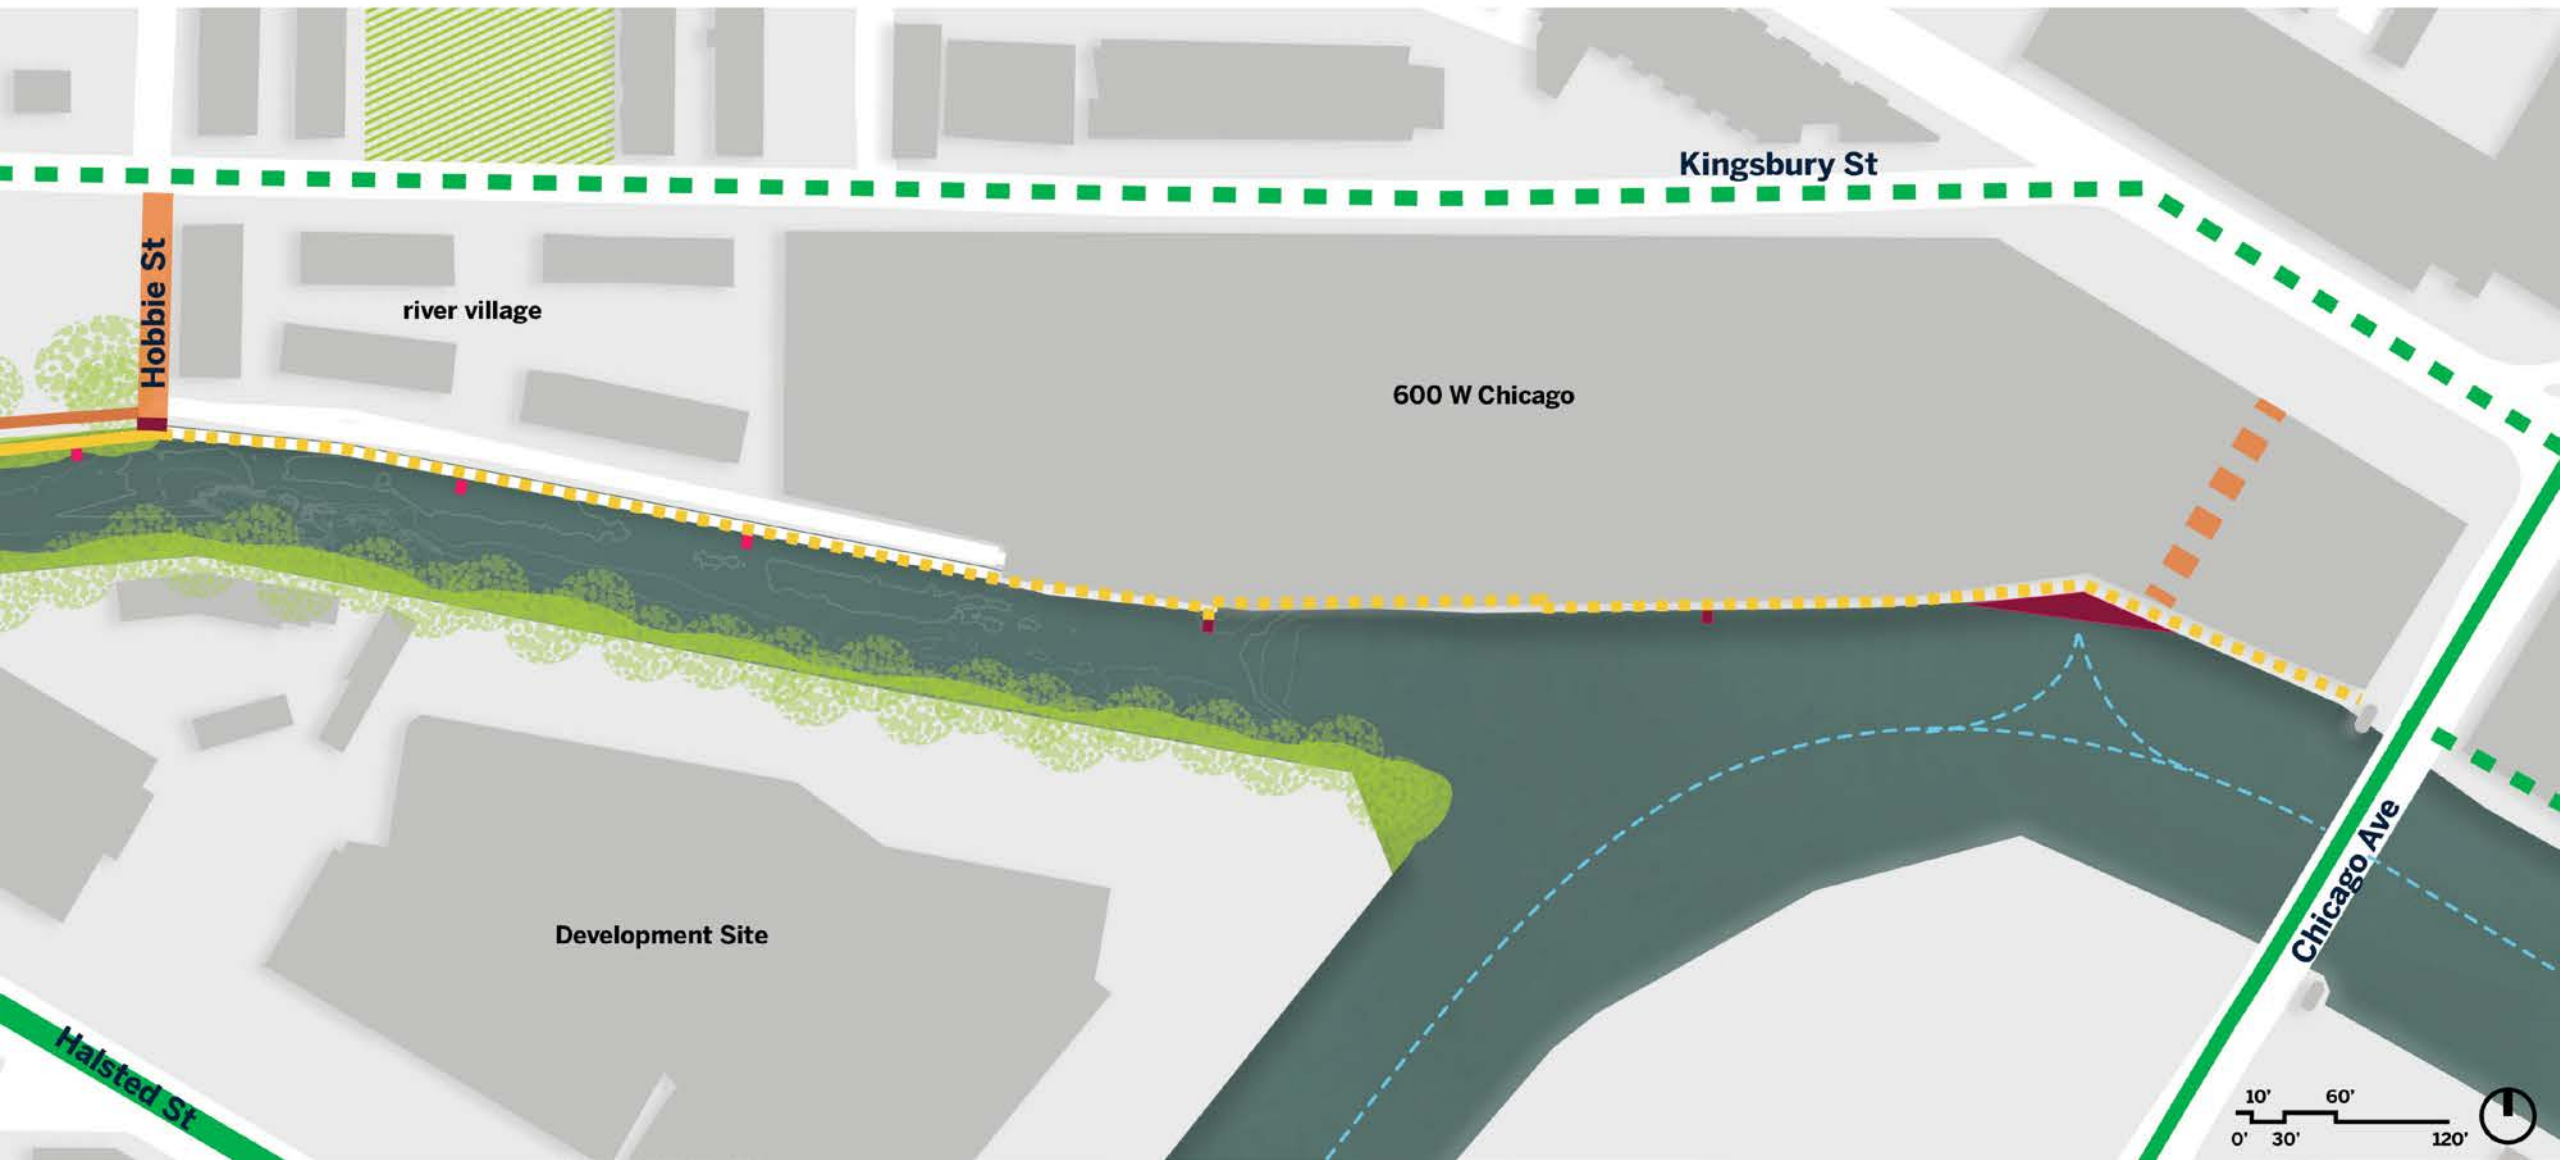 Kingsbury St
Hobbie St
river village
600 W Chicago
Development Site
Chicago Ave
Halsted St
10' 60'
0' 30' 120'